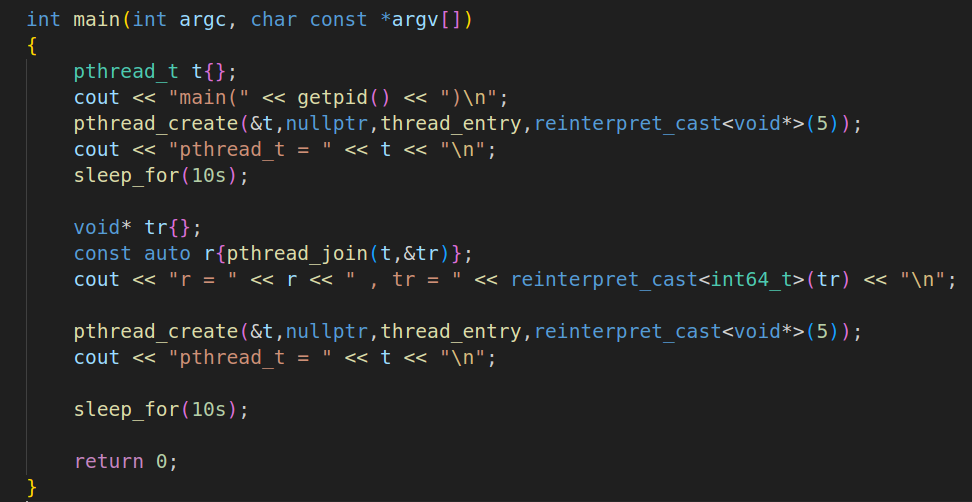 int main(int argc, char const *argv[])
{
    pthread_t t{};
    cout << "main(" << getpid() << ")\n";
    pthread_create(&t,nullptr,thread_entry,reinterpret_cast<void*>(5));
    cout << "pthread_t = " << t << "\n";
    sleep_for(10s);

    void* tr{};
    const auto r{pthread_join(t,&tr)};
    cout << "r = " << r << " , tr = " << reinterpret_cast<int64_t>(tr) << "\n";

    pthread_create(&t,nullptr,thread_entry,reinterpret_cast<void*>(5));
    cout << "pthread_t = " << t << "\n";

    sleep_for(10s);

    return 0;
}